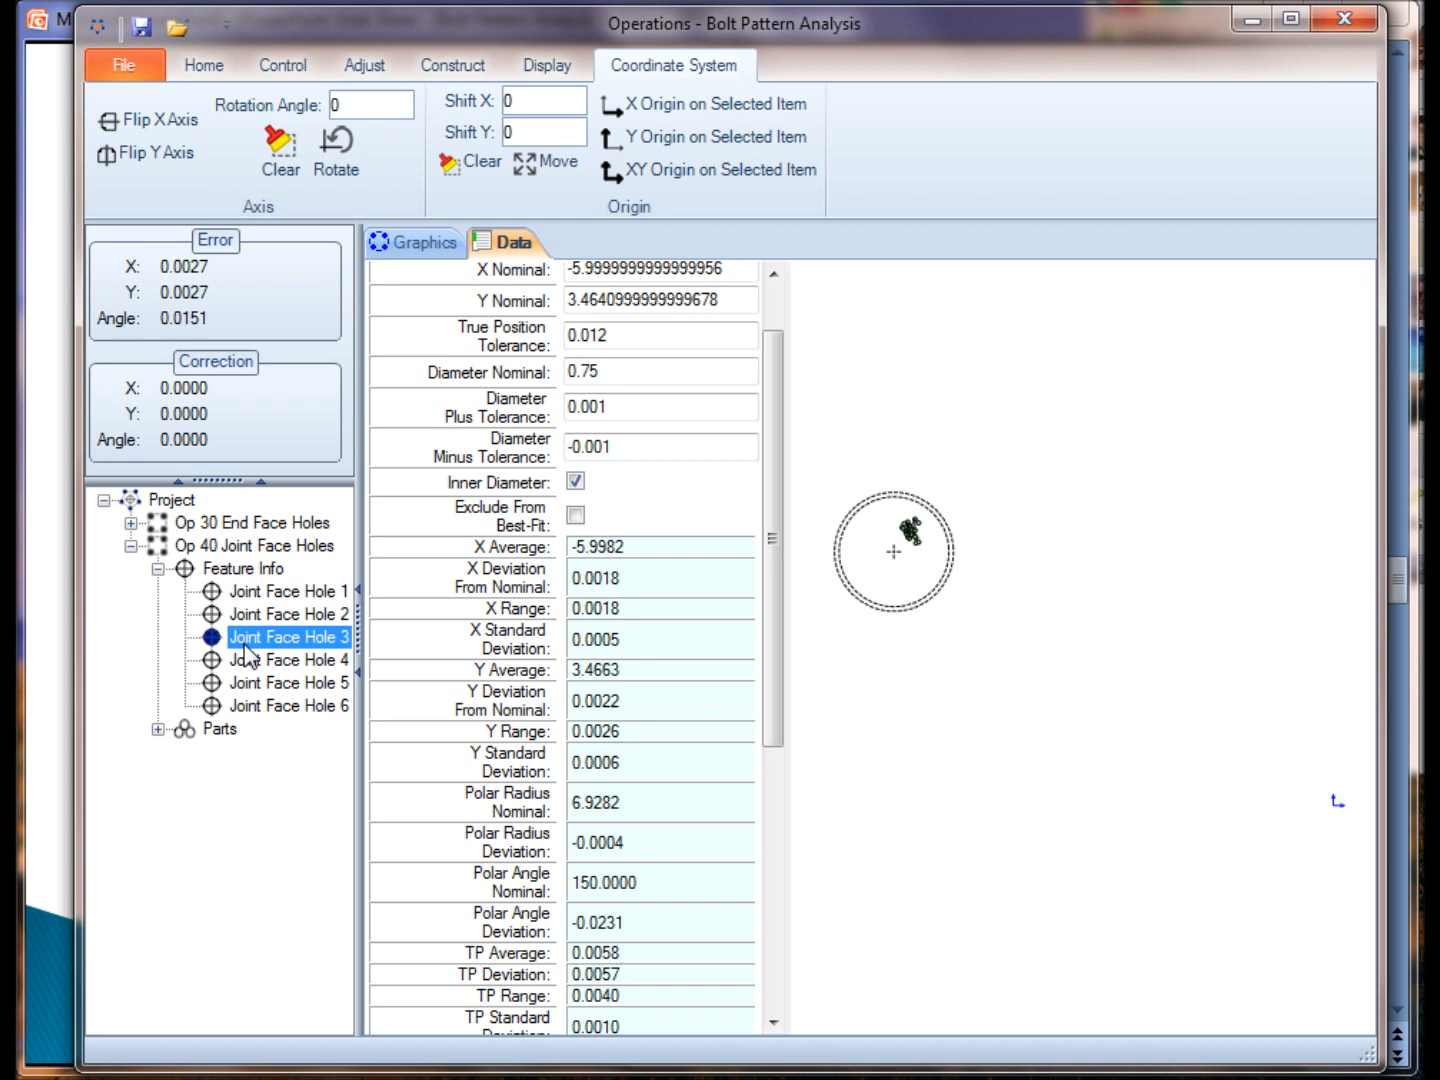 M
Operations - Bolt Pattern Analysis
File Home Control Adjust Construct Display Coordinate System
Flip X Axis
Flip Y Axis
Rotation Angle: 0
Clear Rotate
Axis
Shift X: 0
Shift Y: 0
Clear Move
X Origin on Selected Item
Y Origin on Selected Item
XY Origin on Selected Item
Origin
Error
X: 0.0027
Y: 0.0027
Angle: 0.0151
Correction
X: 0.0000
Y: 0.0000
Angle: 0.0000
Project
Op 30 End Face Holes
Op 40 Joint Face Holes
Feature Info
Joint Face Hole 1
Joint Face Hole 2
Joint Face Hole 3
Joint Face Hole 4
Joint Face Hole 5
Joint Face Hole 6
Parts
Graphics Data
X Nominal: -5.9999999999999956
Y Nominal: 3.4640999999999678
True Position
Tolerance: 0.012
Diameter Nominal: 0.75
Diameter
Plus Tolerance: 0.001
Diameter
Minus Tolerance: -0.001
Inner Diameter:
Exclude From
Best-Fit:
X Average: -5.9982
X Deviation
From Nominal: 0.0018
X Range: 0.0018
X Standard
Deviation: 0.0005
Y Average: 3.4663
Y Deviation
From Nominal: 0.0022
Y Range: 0.0026
Y Standard
Deviation: 0.0006
Polar Radius
Nominal: 6.9282
Polar Radius
Deviation: -0.0004
Polar Angle
Nominal: 150.0000
Polar Angle
Deviation: -0.0231
TP Average: 0.0058
TP Deviation: 0.0057
TP Range: 0.0040
TP Standard
Deviation: 0.0010